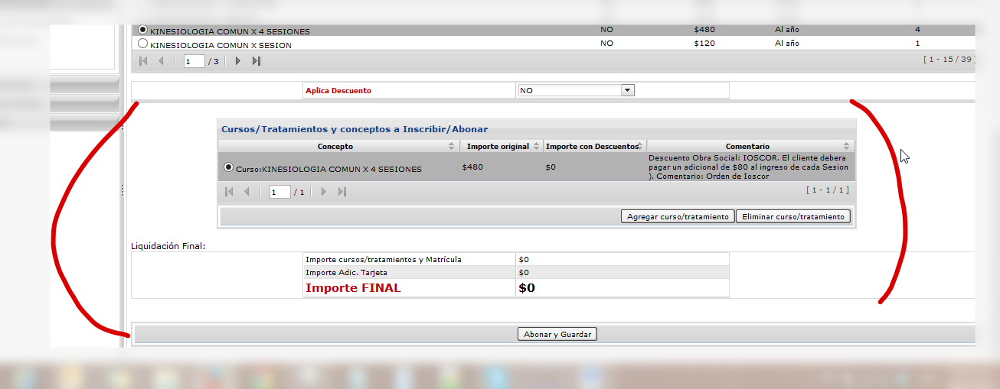 KINESIOLOGIA COMUN X 4 SESIONES NO $480 Al año 4
KINESIOLOGIA COMUN X SESION NO $120 Al año 1
1 / 3 [ 1 - 15 / 39 ]
Aplica Descuento NO
Cursos/Tratamientos y conceptos a Inscribir/Abonar
Concepto Importe original Importe con Descuentos Comentario
Curso:KINESIOLOGIA COMUN X 4 SESIONES $480 $0 Descuento Obra Social: IOSCOR. El cliente debera
pagar un adicional de $80 al ingreso de cada Sesion
). Comentario: Orden de Ioscor
1 / 1 [ 1 - 1 / 1 ]
Agregar curso/tratamiento Eliminar curso/tratamiento
Liquidación Final:
Importe cursos/tratamientos y Matrícula $0
Importe Adic. Tarjeta $0
Importe FINAL $0
Abonar y Guardar